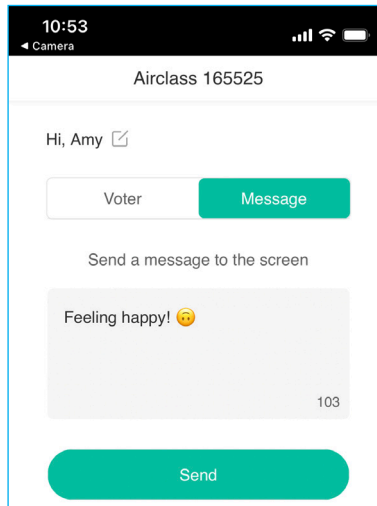 10:53
◀ Camera
Airclass 165525
Hi, Amy
Voter
Message
Send a message to the screen
Feeling happy! 🙃
103
Send